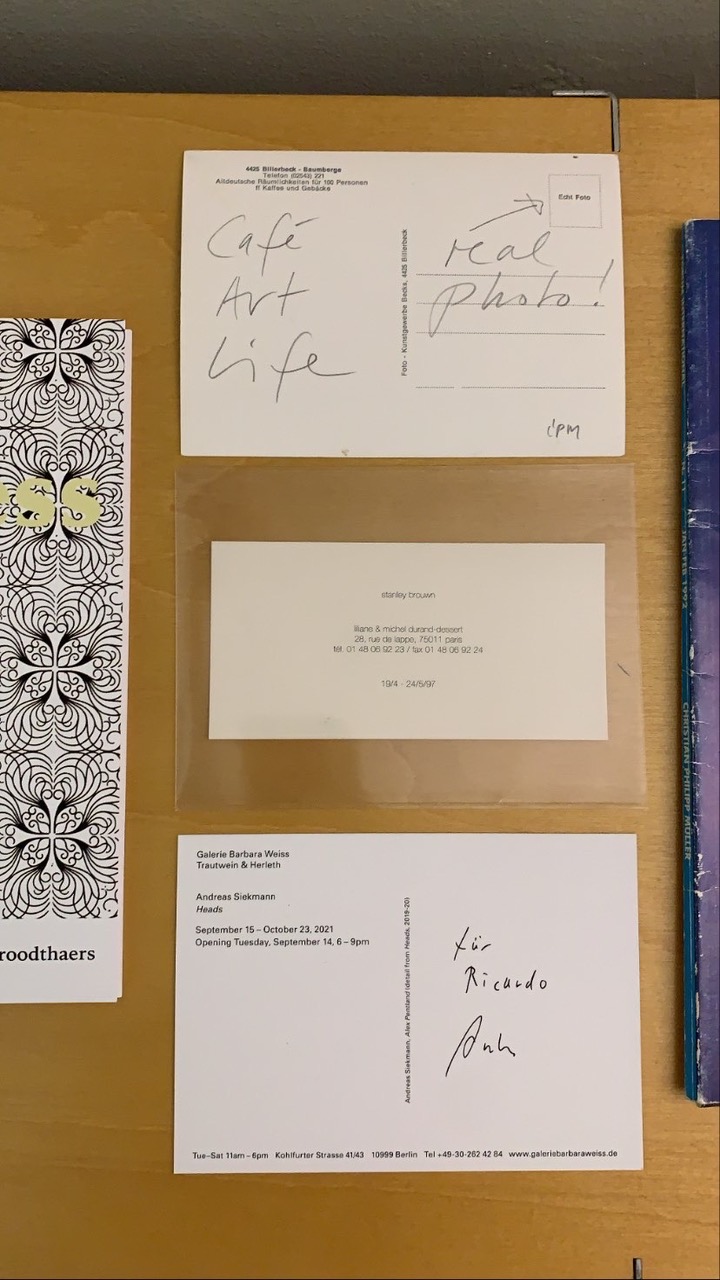 4425 Billerbeck - Baumberge
Telefon (02543) 221
Altdeutsche Räumlichkeiten für 100 Personen
ff Kaffee und Gebäcke
Café
Art
Life
Foto - Kunstgewerbe Becks, 4425 Billerbeck
Echt Foto
real
photo!
ess
stanley brouwn
liliane & michel durand-dessert
28, rue de lappe, 75011 paris
tél. 01 48 06 92 23 / fax 01 48 06 92 24
19/4 - 24/5/97
roodthaers
Galerie Barbara Weiss
Trautwein & Herleth
Andreas Siekmann
Heads
September 15 – October 23, 2021
Opening Tuesday, September 14, 6 – 9pm
Andreas Siekmann, Alex Pentland (detail from Heads, 2019-20)
für
Ricardo
Tue–Sat 11am – 6pm Kohlfurter Strasse 41/43 10999 Berlin Tel +49-30-262 42 84 www.galeriebarbaraweiss.de
JAN/FEB 1992
CHRISTIAN PHILIPP MÜLLER